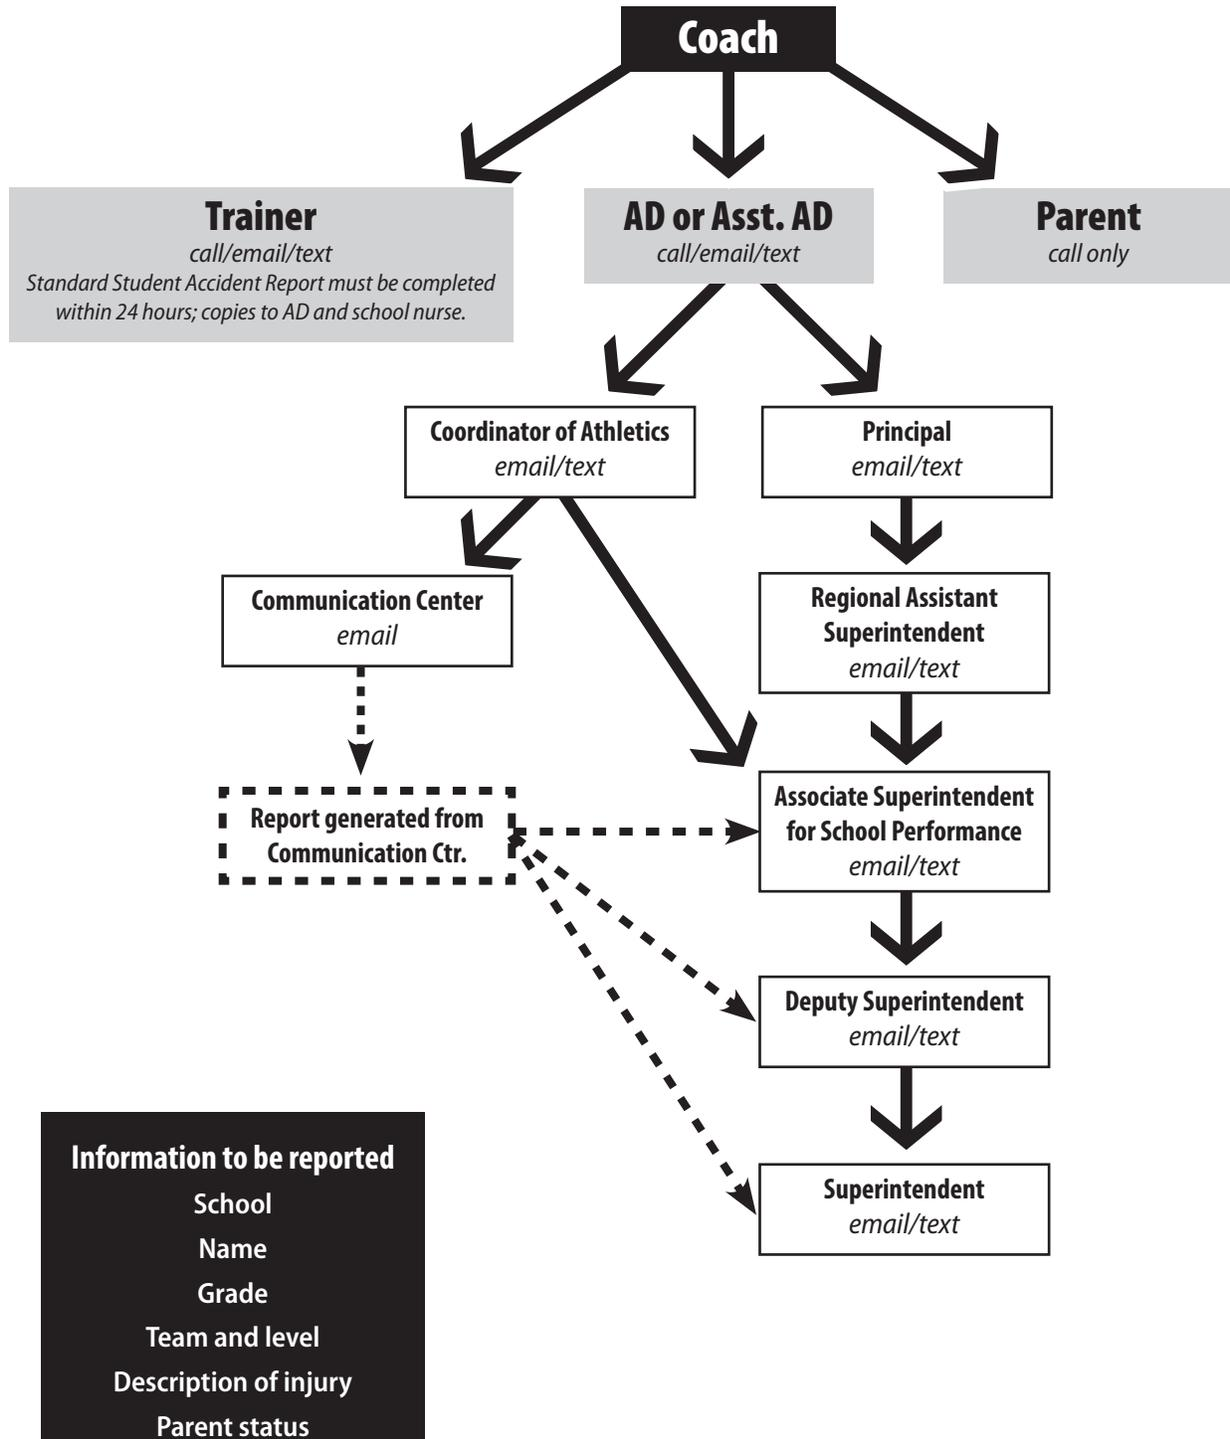 Coach
Trainer
call/email/text
Standard Student Accident Report must be completed
within 24 hours; copies to AD and school nurse.
AD or Asst. AD
call/email/text
Parent
call only
Coordinator of Athletics
email/text
Principal
email/text
Communication Center
email
Regional Assistant
Superintendent
email/text
Report generated from
Communication Ctr.
Associate Superintendent
for School Performance
email/text
Deputy Superintendent
email/text
Superintendent
email/text
Information to be reported
School
Name
Grade
Team and level
Description of injury
Parent status